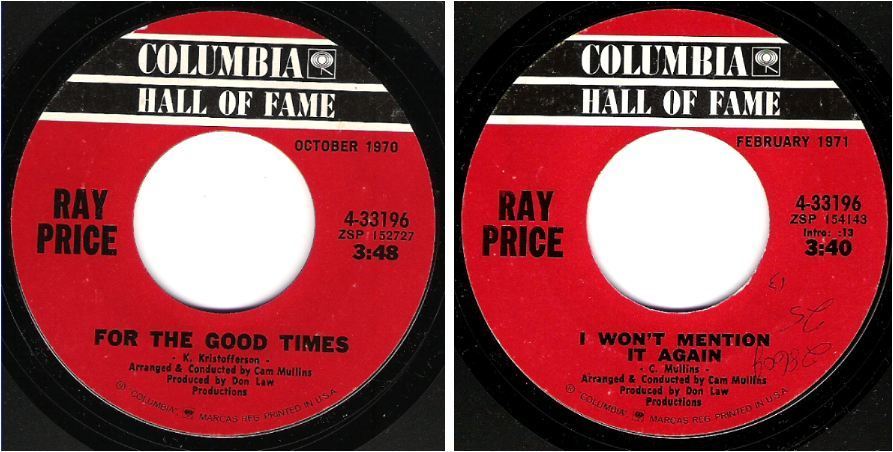 COLUMBIA
HALL OF FAME
OCTOBER 1970
RAY
PRICE
4-33196
ZSP 152727
3:48
FOR THE GOOD TIMES
- K. Kristofferson -
Arranged & Conducted by Cam Mullins
Produced by Don Law
Productions
Ⓟ "COLUMBIA", MARCAS REG. PRINTED IN U.S.A.
COLUMBIA
HALL OF FAME
FEBRUARY 1971
RAY
PRICE
4-33196
ZSP 154143
Intro: :13
3:40
13
25
I WON'T MENTION
IT AGAIN
- C. Mullins -
Arranged & Conducted by Cam Mullins
Produced by Don Law
Productions
Ⓟ "COLUMBIA", MARCAS REG. PRINTED IN U.S.A.